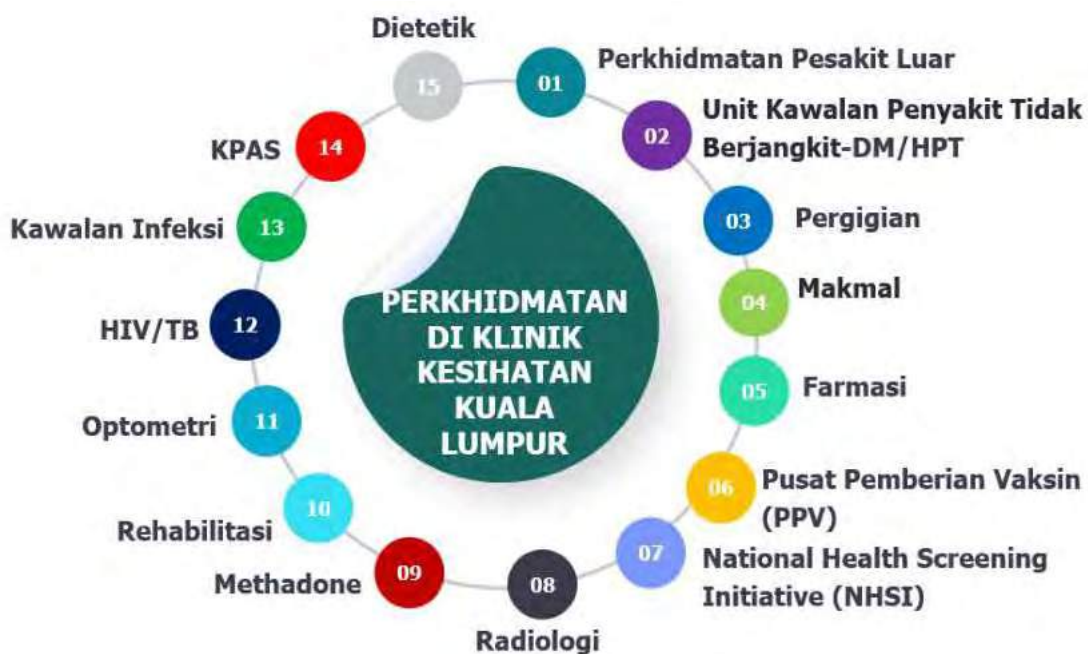 PERKHIDMATAN
DI KLINIK
KESIHATAN
KUALA
LUMPUR
01
Perkhidmatan Pesakit Luar
02
Unit Kawalan Penyakit Tidak
Berjangkit-DM/HPT
03
Pergigian
04
Makmal
05
Farmasi
06
Pusat Pemberian Vaksin
(PPV)
07
National Health Screening
Initiative (NHSI)
08
Radiologi
09
Methadone
10
Rehabilitasi
11
Optometri
12
HIV/TB
13
Kawalan Infeksi
14
KPAS
15
Dietetik